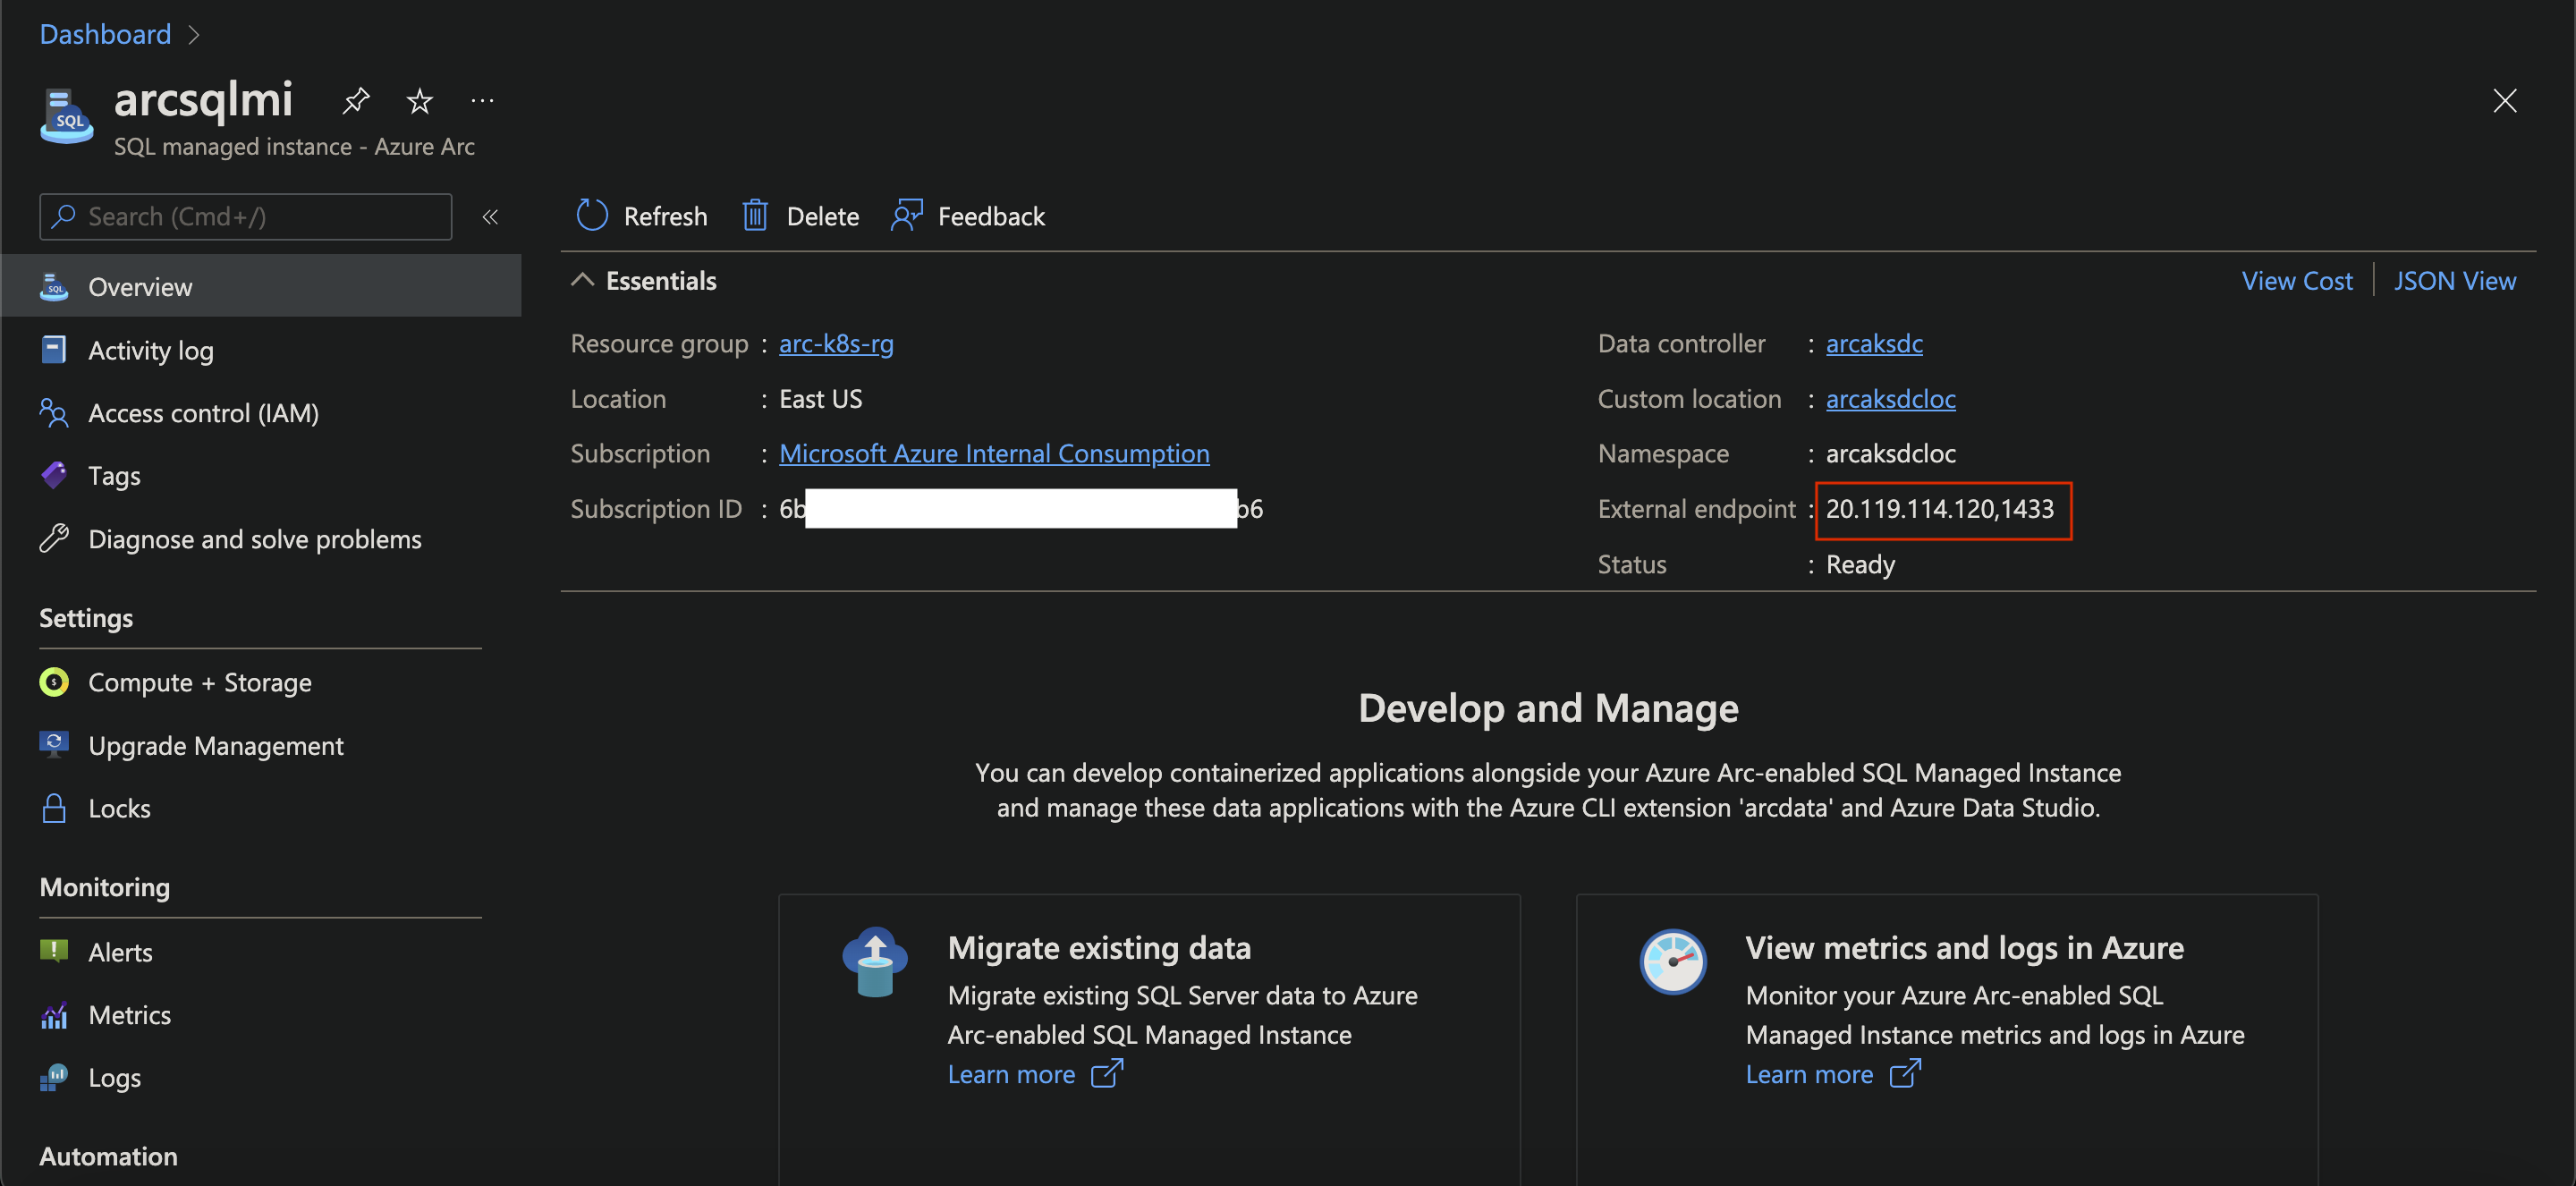 Dashboard
arcsqlmi
SQL
SQL managed instance - Azure Arc
Search (Cmd+/)
Refresh Delete Feedback
Overview
SQL
Activity log
Access control (IAM)
Tags
Diagnose and solve problems
Settings
Compute + Storage
Upgrade Management
Locks
Monitoring
Alerts
Metrics
Logs
Automation
Essentials
View Cost JSON View
Resource group : arc-k8s-rg
Location : East US
Subscription : Microsoft Azure Internal Consumption
Subscription ID : 6b b6
Data controller : arcaksdc
Custom location : arcaksdcloc
Namespace : arcaksdcloc
External endpoint : 20.119.114.120,1433
Status : Ready
Develop and Manage
You can develop containerized applications alongside your Azure Arc-enabled SQL Managed Instance
and manage these data applications with the Azure CLI extension 'arcdata' and Azure Data Studio.
Migrate existing data
Migrate existing SQL Server data to Azure
Arc-enabled SQL Managed Instance
Learn more
View metrics and logs in Azure
Monitor your Azure Arc-enabled SQL
Managed Instance metrics and logs in Azure
Learn more